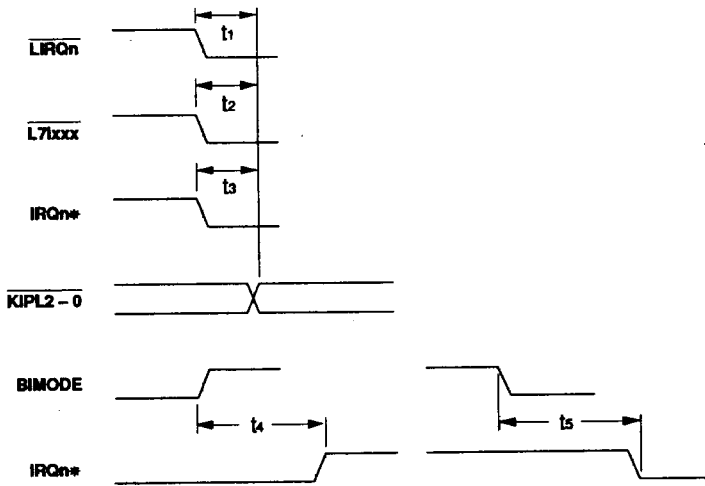 t1
LIRQn
t2
L7Ixxx
t3
IRQn*
KIPL2 – 0
BIMODE
t4
t5
IRQn*